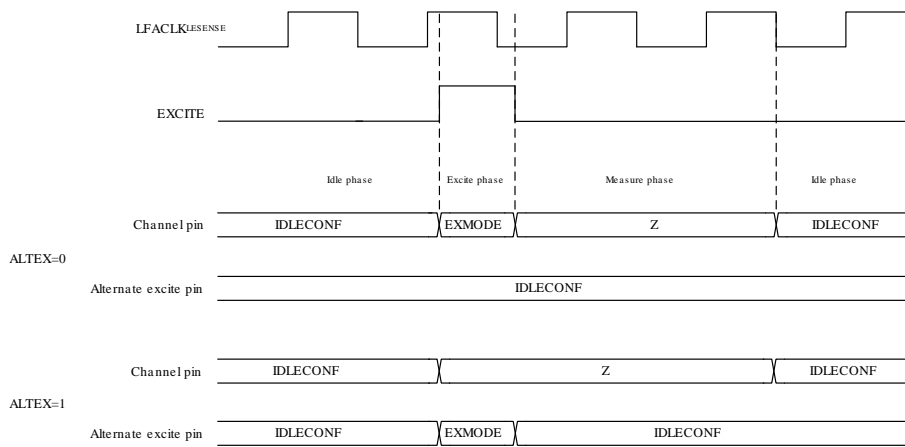 LFACLKLESENSE
EXCITE
Idle phase Excite phase Measure phase Idle phase
Channel pin IDLECONF EXMODE Z IDLECONF
ALTEX=0
Alternate excite pin IDLECONF
Channel pin IDLECONF Z IDLECONF
ALTEX=1
Alternate excite pin IDLECONF EXMODE IDLECONF